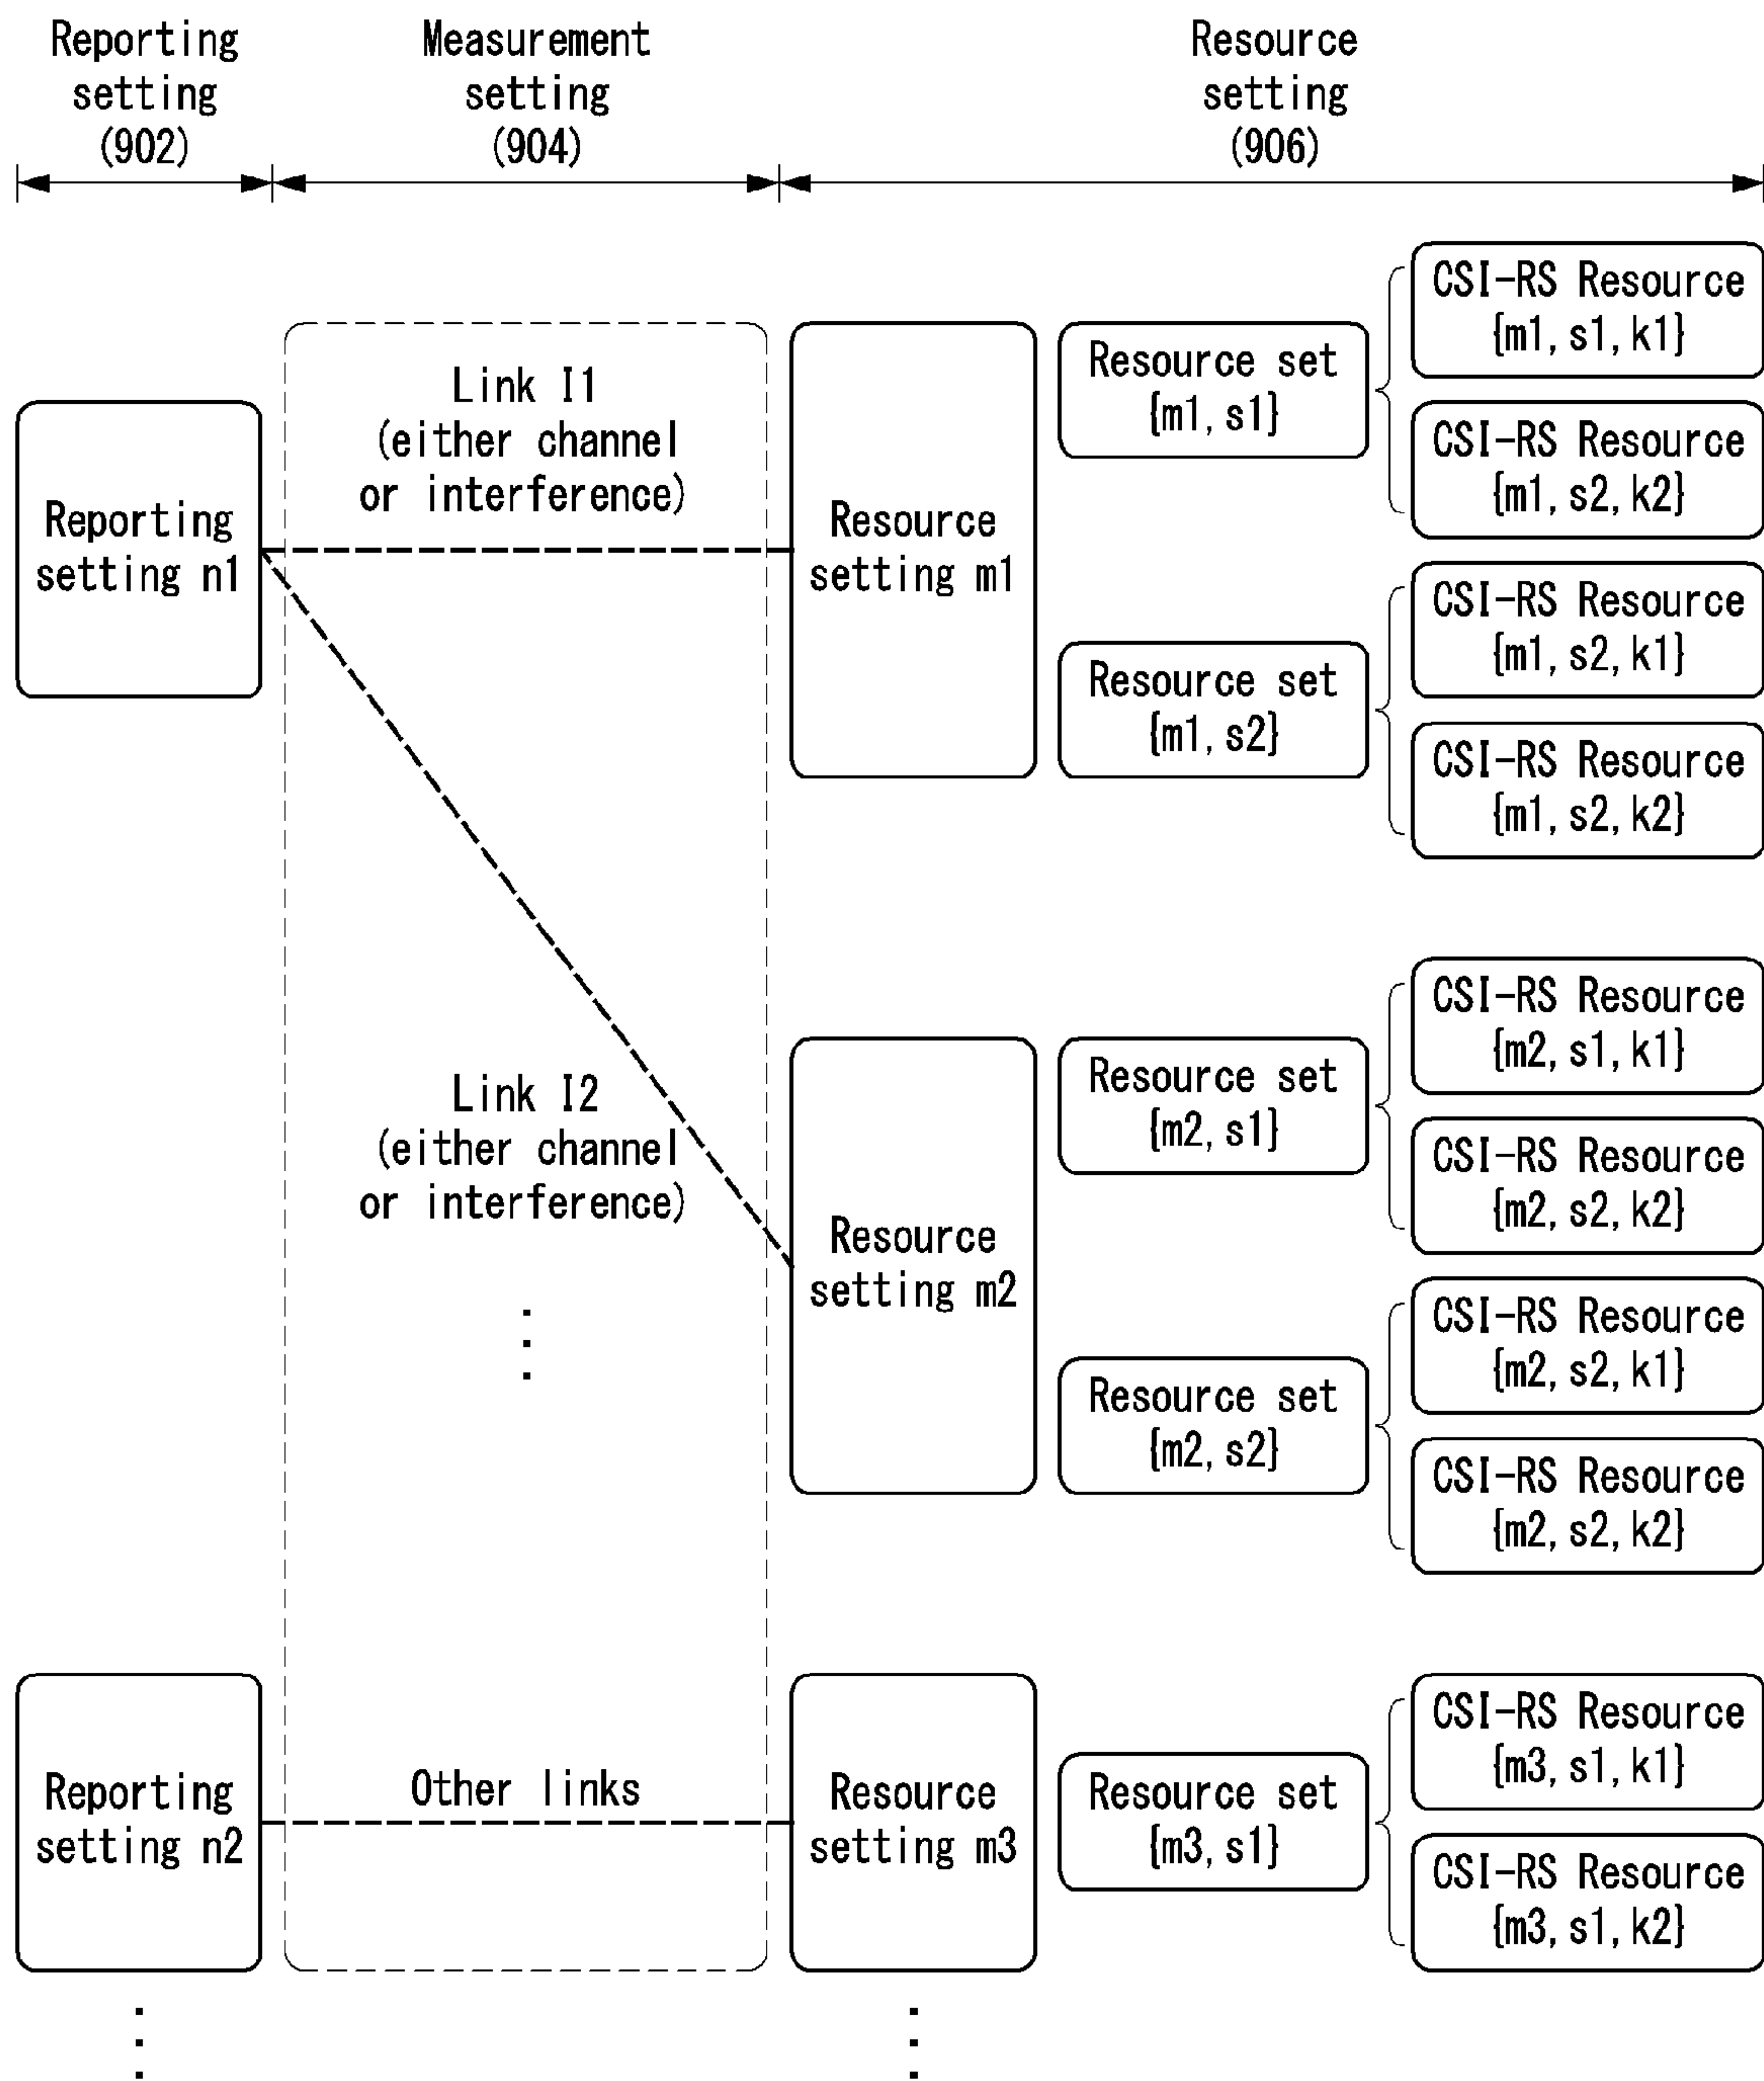 Reporting
setting
(902)
Measurement
setting
(904)
Resource
setting
(906)
Reporting
setting n1
Link I1
(either channel
or interference)
Resource
setting m1
Resource set
{m1, s1}
CSI-RS Resource
{m1, s1, k1}
CSI-RS Resource
{m1, s2, k2}
Resource set
{m1, s2}
CSI-RS Resource
{m1, s2, k1}
CSI-RS Resource
{m1, s2, k2}
Link I2
(either channel
or interference)
Resource
setting m2
Resource set
{m2, s1}
CSI-RS Resource
{m2, s1, k1}
CSI-RS Resource
{m2, s2, k2}
Resource set
{m2, s2}
CSI-RS Resource
{m2, s2, k1}
CSI-RS Resource
{m2, s2, k2}
Reporting
setting n2
Other links
Resource
setting m3
Resource set
{m3, s1}
CSI-RS Resource
{m3, s1, k1}
CSI-RS Resource
{m3, s1, k2}